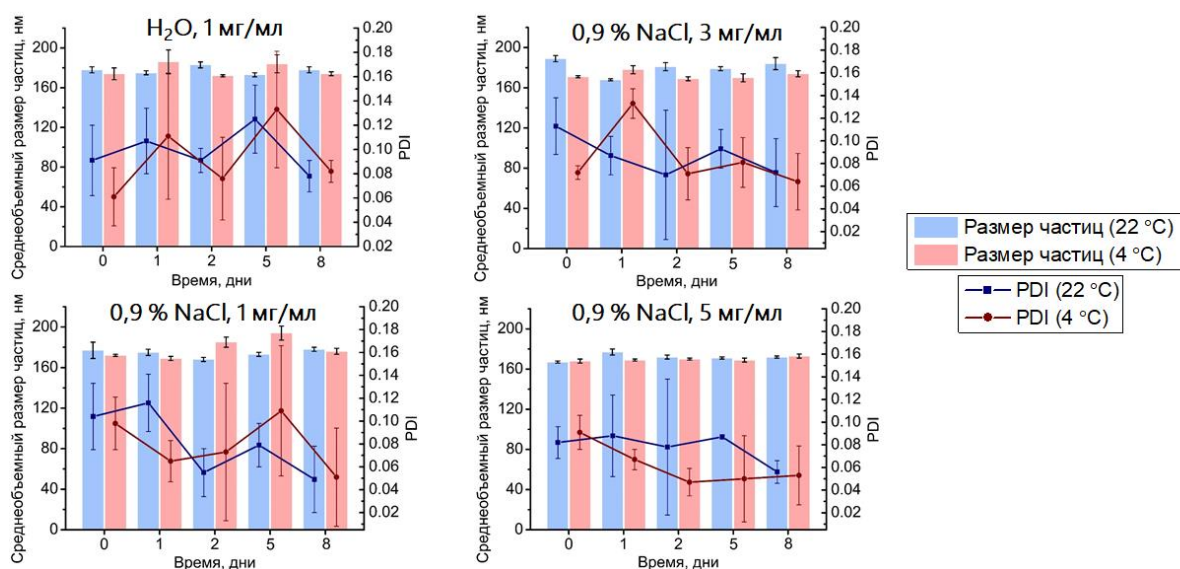 H₂O, 1 мг/мл
Среднеобъемный размер частиц, нм
200
160
120
80
40
0
0.20
0.18
0.16
0.14
0.12
0.10
0.08
0.06
0.04
0.02
PDI
0 1 2 5 8
Время, дни
0,9 % NaCl, 3 мг/мл
Среднеобъемный размер частиц, нм
200
160
120
80
40
0
0.20
0.18
0.16
0.14
0.12
0.10
0.08
0.06
0.04
0.02
PDI
0 1 2 5 8
Время, дни
Размер частиц (22 °C)
Размер частиц (4 °C)
PDI (22 °C)
PDI (4 °C)
0,9 % NaCl, 1 мг/мл
Среднеобъемный размер частиц, нм
200
160
120
80
40
0
0.20
0.18
0.16
0.14
0.12
0.10
0.08
0.06
0.04
0.02
PDI
0 1 2 5 8
Время, дни
0,9 % NaCl, 5 мг/мл
Среднеобъемный размер частиц, нм
200
160
120
80
40
0
0.20
0.18
0.16
0.14
0.12
0.10
0.08
0.06
0.04
0.02
PDI
0 1 2 5 8
Время, дни